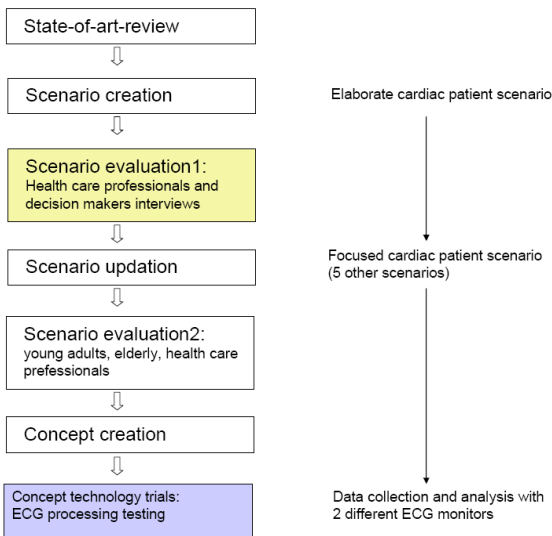 State-of-art-review
Scenario creation
Elaborate cardiac patient scenario
Scenario evaluation1:
Health care professionals and
decision makers interviews
Scenario updation
Focused cardiac patient scenario
(5 other scenarios)
Scenario evaluation2:
young adults, elderly, health care
prefessionals
Concept creation
Concept technology trials:
ECG processing testing
Data collection and analysis with
2 different ECG monitors